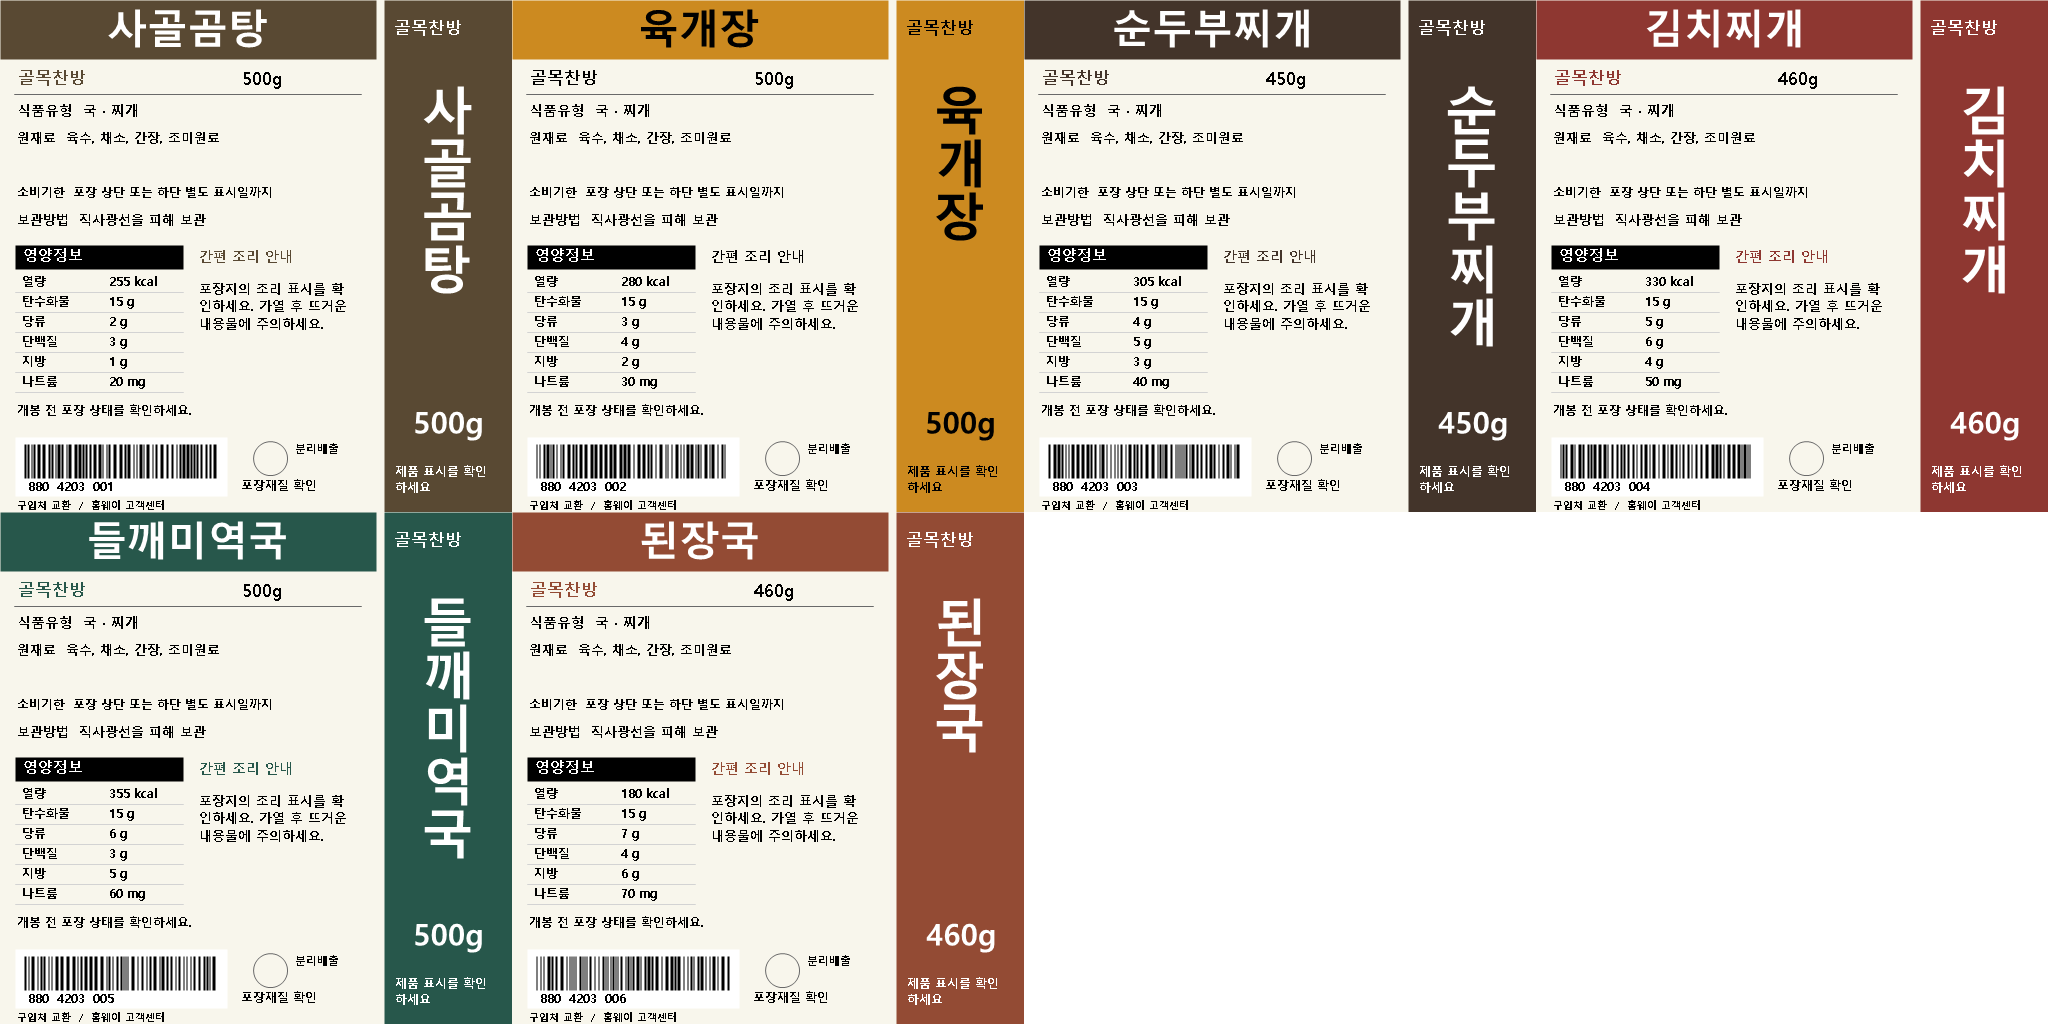 사골곰탕
골목찬방 500g
식품유형 국 · 찌개
원재료 육수, 채소, 간장, 조미원료
소비기한 포장 상단 또는 하단 별도 표시일까지
보관방법 직사광선을 피해 보관
영양정보
열량 255 kcal
탄수화물 15 g
당류 2 g
단백질 3 g
지방 1 g
나트륨 20 mg
간편 조리 안내
포장지의 조리 표시를 확
인하세요. 가열 후 뜨거운
내용물에 주의하세요.
개봉 전 포장 상태를 확인하세요.
880 4203 001
분리배출
포장재질 확인
구입처 교환 / 홈웨이 고객센터
골목찬방
사골곰탕
500g
제품 표시를 확인
하세요
육개장
골목찬방 500g
식품유형 국 · 찌개
원재료 육수, 채소, 간장, 조미원료
소비기한 포장 상단 또는 하단 별도 표시일까지
보관방법 직사광선을 피해 보관
영양정보
열량 280 kcal
탄수화물 15 g
당류 3 g
단백질 4 g
지방 2 g
나트륨 30 mg
간편 조리 안내
포장지의 조리 표시를 확
인하세요. 가열 후 뜨거운
내용물에 주의하세요.
개봉 전 포장 상태를 확인하세요.
880 4203 002
분리배출
포장재질 확인
구입처 교환 / 홈웨이 고객센터
골목찬방
육개장
500g
제품 표시를 확인
하세요
순두부찌개
골목찬방 450g
식품유형 국 · 찌개
원재료 육수, 채소, 간장, 조미원료
소비기한 포장 상단 또는 하단 별도 표시일까지
보관방법 직사광선을 피해 보관
영양정보
열량 305 kcal
탄수화물 15 g
당류 4 g
단백질 5 g
지방 3 g
나트륨 40 mg
간편 조리 안내
포장지의 조리 표시를 확
인하세요. 가열 후 뜨거운
내용물에 주의하세요.
개봉 전 포장 상태를 확인하세요.
880 4203 003
분리배출
포장재질 확인
구입처 교환 / 홈웨이 고객센터
골목찬방
순두부찌개
450g
제품 표시를 확인
하세요
김치찌개
골목찬방 460g
식품유형 국 · 찌개
원재료 육수, 채소, 간장, 조미원료
소비기한 포장 상단 또는 하단 별도 표시일까지
보관방법 직사광선을 피해 보관
영양정보
열량 330 kcal
탄수화물 15 g
당류 5 g
단백질 6 g
지방 4 g
나트륨 50 mg
간편 조리 안내
포장지의 조리 표시를 확
인하세요. 가열 후 뜨거운
내용물에 주의하세요.
개봉 전 포장 상태를 확인하세요.
880 4203 004
분리배출
포장재질 확인
구입처 교환 / 홈웨이 고객센터
골목찬방
김치찌개
460g
제품 표시를 확인
하세요
들깨미역국
골목찬방 500g
식품유형 국 · 찌개
원재료 육수, 채소, 간장, 조미원료
소비기한 포장 상단 또는 하단 별도 표시일까지
보관방법 직사광선을 피해 보관
영양정보
열량 355 kcal
탄수화물 15 g
당류 6 g
단백질 3 g
지방 5 g
나트륨 60 mg
간편 조리 안내
포장지의 조리 표시를 확
인하세요. 가열 후 뜨거운
내용물에 주의하세요.
개봉 전 포장 상태를 확인하세요.
880 4203 005
분리배출
포장재질 확인
구입처 교환 / 홈웨이 고객센터
골목찬방
들깨미역국
500g
제품 표시를 확인
하세요
된장국
골목찬방 460g
식품유형 국 · 찌개
원재료 육수, 채소, 간장, 조미원료
소비기한 포장 상단 또는 하단 별도 표시일까지
보관방법 직사광선을 피해 보관
영양정보
열량 180 kcal
탄수화물 15 g
당류 7 g
단백질 4 g
지방 6 g
나트륨 70 mg
간편 조리 안내
포장지의 조리 표시를 확
인하세요. 가열 후 뜨거운
내용물에 주의하세요.
개봉 전 포장 상태를 확인하세요.
880 4203 006
분리배출
포장재질 확인
구입처 교환 / 홈웨이 고객센터
골목찬방
된장국
460g
제품 표시를 확인
하세요